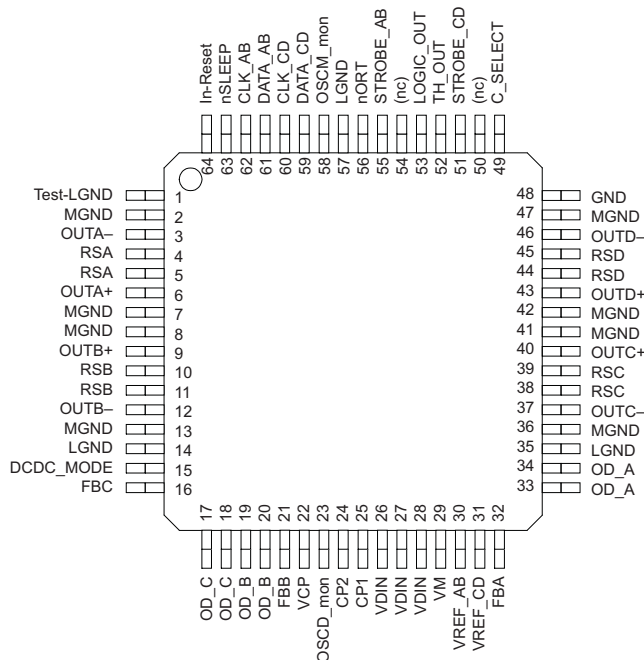 In-Reset
nSLEEP
CLK_AB
DATA_AB
CLK_CD
DATA_CD
OSCM_mon
LGND
nORT
STROBE_AB
(nc)
LOGIC_OUT
TH_OUT
STROBE_CD
(nc)
C_SELECT
64 63 62 61 60 59 58 57 56 55 54 53 52 51 50 49
Test-LGND 1 48 GND
MGND 2 47 MGND
OUTA– 3 46 OUTD–
RSA 4 45 RSD
RSA 5 44 RSD
OUTA+ 6 43 OUTD+
MGND 7 42 MGND
MGND 8 41 MGND
OUTB+ 9 40 OUTC+
RSB 10 39 RSC
RSB 11 38 RSC
OUTB– 12 37 OUTC–
MGND 13 36 MGND
LGND 14 35 LGND
DCDC_MODE 15 34 OD_A
FBC 16 33 OD_A
17 18 19 20 21 22 23 24 25 26 27 28 29 30 31 32
OD_C
OD_C
OD_B
OD_B
FBB
VCP
OSCD_mon
CP2
CP1
VDIN
VDIN
VDIN
VM
VREF_AB
VREF_CD
FBA